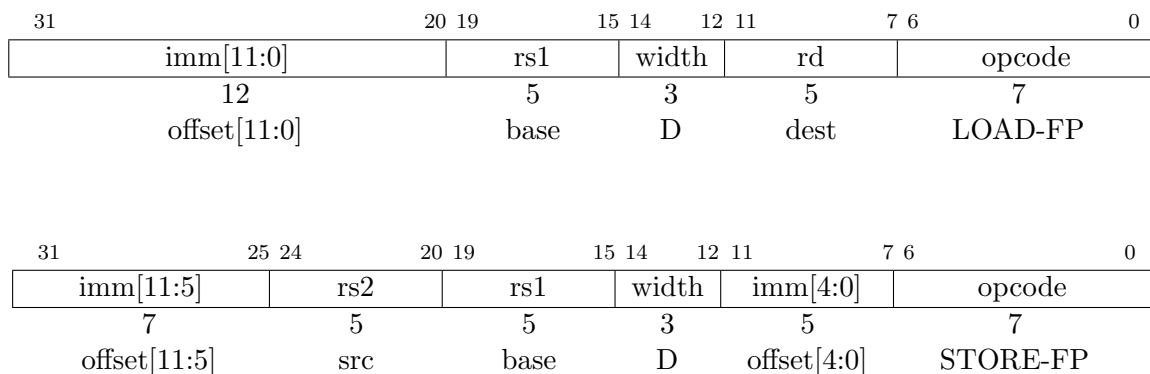 31 20 19 15 14 12 11 7 6 0
imm[11:0] rs1 width rd opcode
12 5 3 5 7
offset[11:0] base D dest LOAD-FP
31 25 24 20 19 15 14 12 11 7 6 0
imm[11:5] rs2 rs1 width imm[4:0] opcode
7 5 5 3 5 7
offset[11:5] src base D offset[4:0] STORE-FP